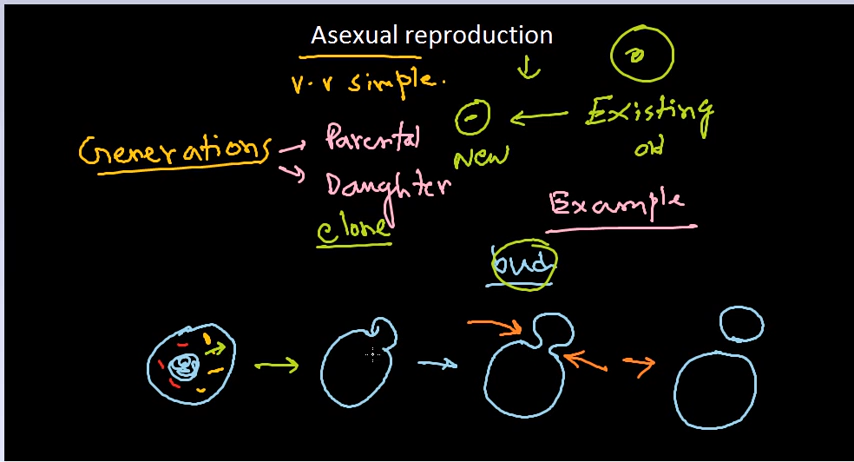 Asexual reproduction
v.v simple.
Existing
old
New
Generations
Parental
Daughter
clone
Example
bud